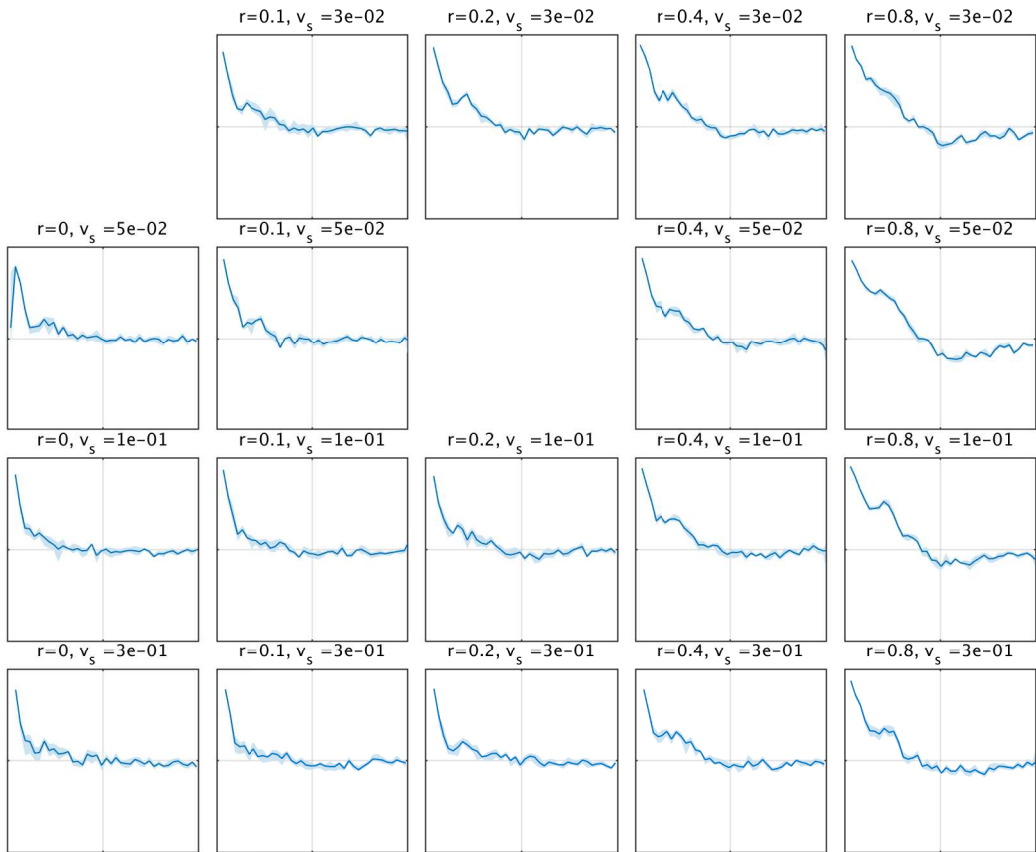 r=0.1, v_s =3e-02
r=0.2, v_s =3e-02
r=0.4, v_s =3e-02
r=0.8, v_s =3e-02
r=0, v_s =5e-02
r=0.1, v_s =5e-02
r=0.4, v_s =5e-02
r=0.8, v_s =5e-02
r=0, v_s =1e-01
r=0.1, v_s =1e-01
r=0.2, v_s =1e-01
r=0.4, v_s =1e-01
r=0.8, v_s =1e-01
r=0, v_s =3e-01
r=0.1, v_s =3e-01
r=0.2, v_s =3e-01
r=0.4, v_s =3e-01
r=0.8, v_s =3e-01